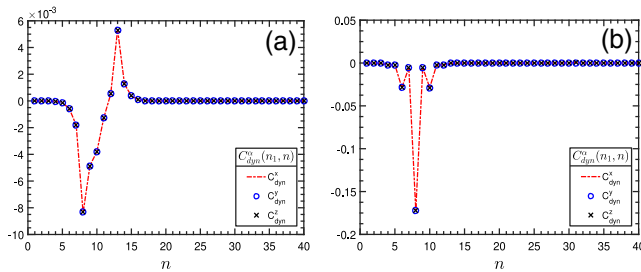 ×10⁻³
(a)
6
4
2
0
-2
-4
-6
-8
-10
0 5 10 15 20 25 30 35 40
n
C^α_dyn(n₁, n)
C^x_dyn
C^y_dyn
C^z_dyn
(b)
0.05
0
-0.05
-0.1
-0.15
-0.2
0 5 10 15 20 25 30 35 40
n
C^α_dyn(n₁, n)
C^x_dyn
C^y_dyn
C^z_dyn